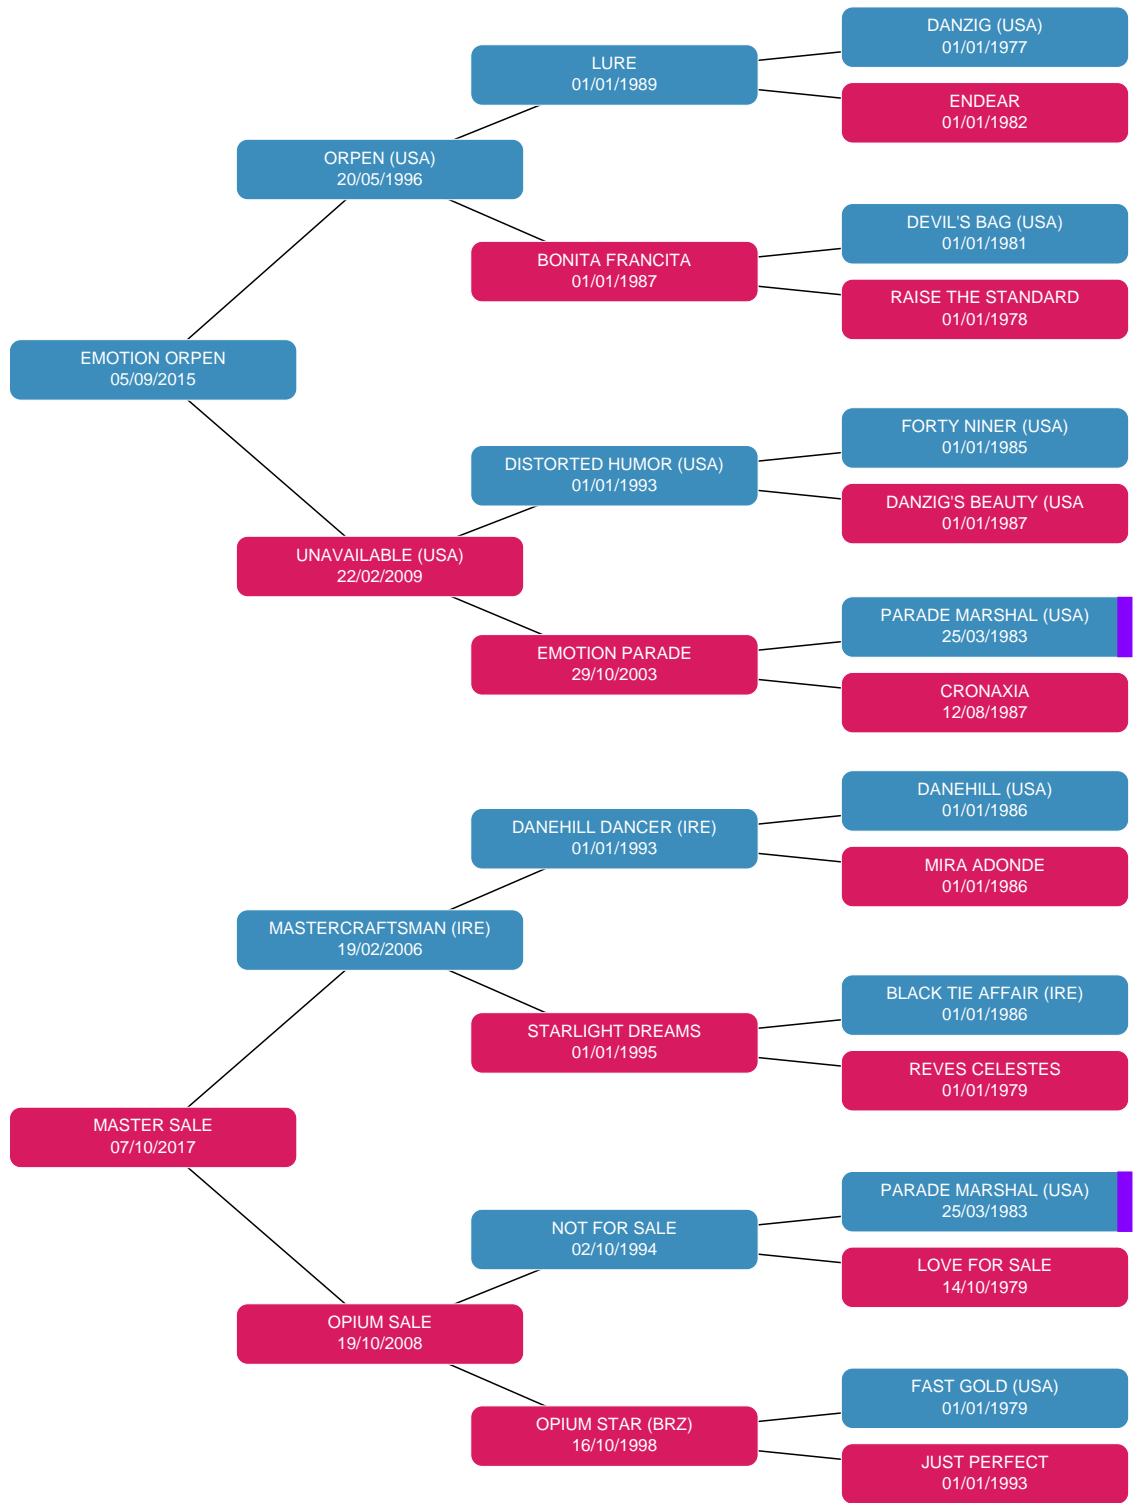 DANZIG (USA)
01/01/1977
LURE
01/01/1989
ENDEAR
01/01/1982
ORPEN (USA)
20/05/1996
DEVIL'S BAG (USA)
01/01/1981
BONITA FRANCITA
01/01/1987
RAISE THE STANDARD
01/01/1978
EMOTION ORPEN
05/09/2015
FORTY NINER (USA)
01/01/1985
DISTORTED HUMOR (USA)
01/01/1993
DANZIG'S BEAUTY (USA
01/01/1987
UNAVAILABLE (USA)
22/02/2009
PARADE MARSHAL (USA)
25/03/1983
EMOTION PARADE
29/10/2003
CRONAXIA
12/08/1987
DANEHILL (USA)
01/01/1986
DANEHILL DANCER (IRE)
01/01/1993
MIRA ADONDE
01/01/1986
MASTERCRAFTSMAN (IRE)
19/02/2006
BLACK TIE AFFAIR (IRE)
01/01/1986
STARLIGHT DREAMS
01/01/1995
REVES CELESTES
01/01/1979
MASTER SALE
07/10/2017
PARADE MARSHAL (USA)
25/03/1983
NOT FOR SALE
02/10/1994
LOVE FOR SALE
14/10/1979
OPIUM SALE
19/10/2008
FAST GOLD (USA)
01/01/1979
OPIUM STAR (BRZ)
16/10/1998
JUST PERFECT
01/01/1993